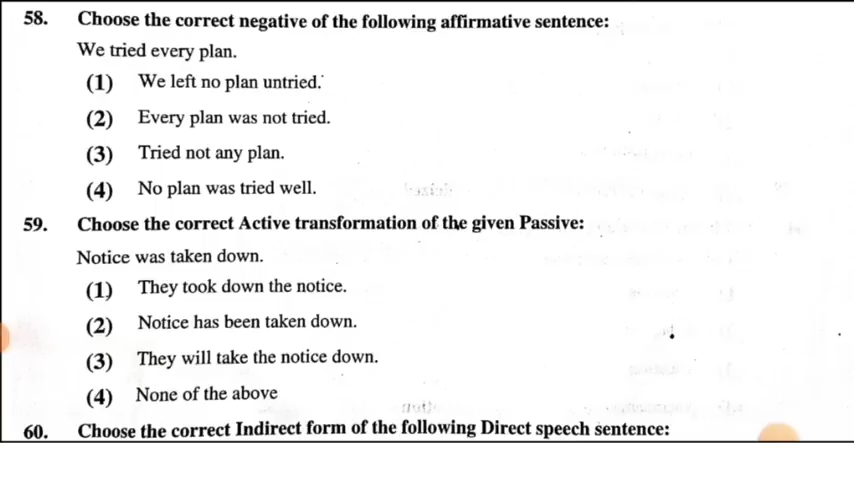 58. Choose the correct negative of the following affirmative sentence:
We tried every plan.
(1) We left no plan untried.
(2) Every plan was not tried.
(3) Tried not any plan.
(4) No plan was tried well.
59. Choose the correct Active transformation of the given Passive:
Notice was taken down.
(1) They took down the notice.
(2) Notice has been taken down.
(3) They will take the notice down.
(4) None of the above
60. Choose the correct Indirect form of the following Direct speech sentence: